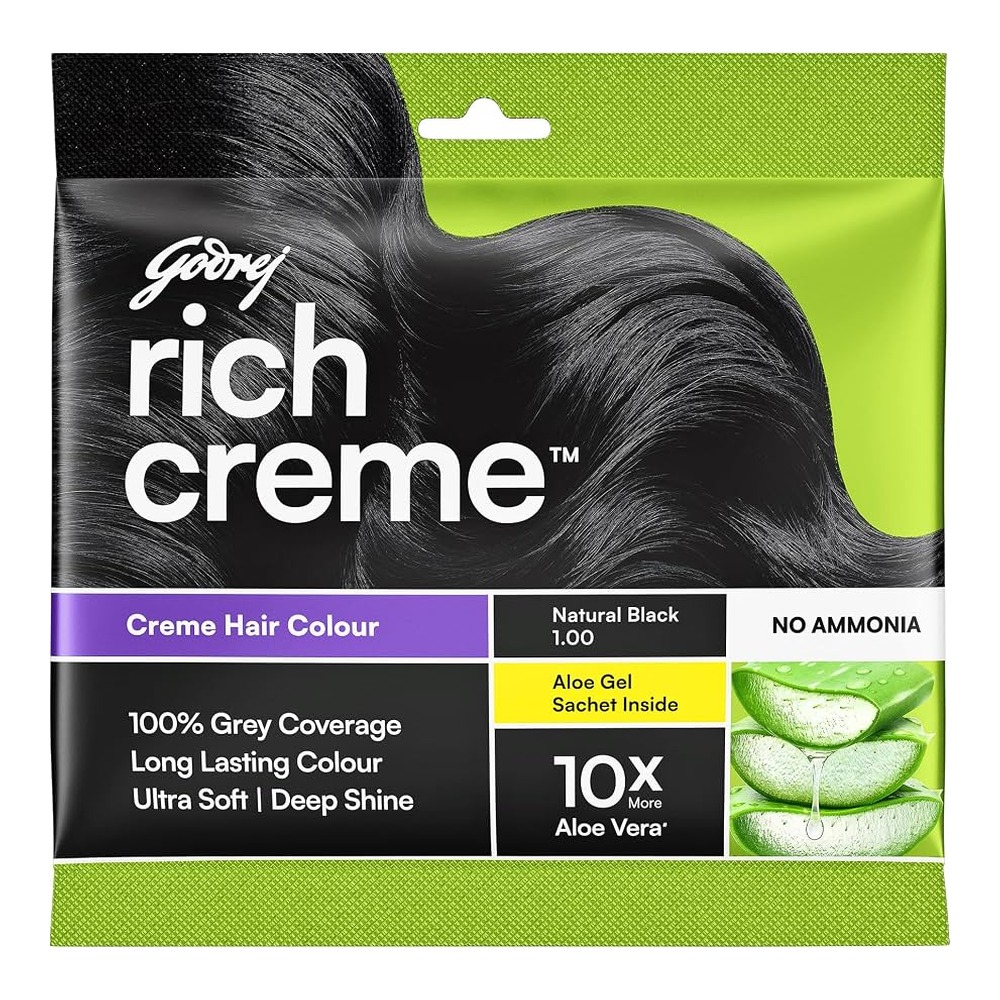 Godrej
rich
creme™
Creme Hair Colour
Natural Black
1.00
NO AMMONIA
Aloe Gel
Sachet Inside
100% Grey Coverage
Long Lasting Colour
Ultra Soft | Deep Shine
10x
More
Aloe Vera#